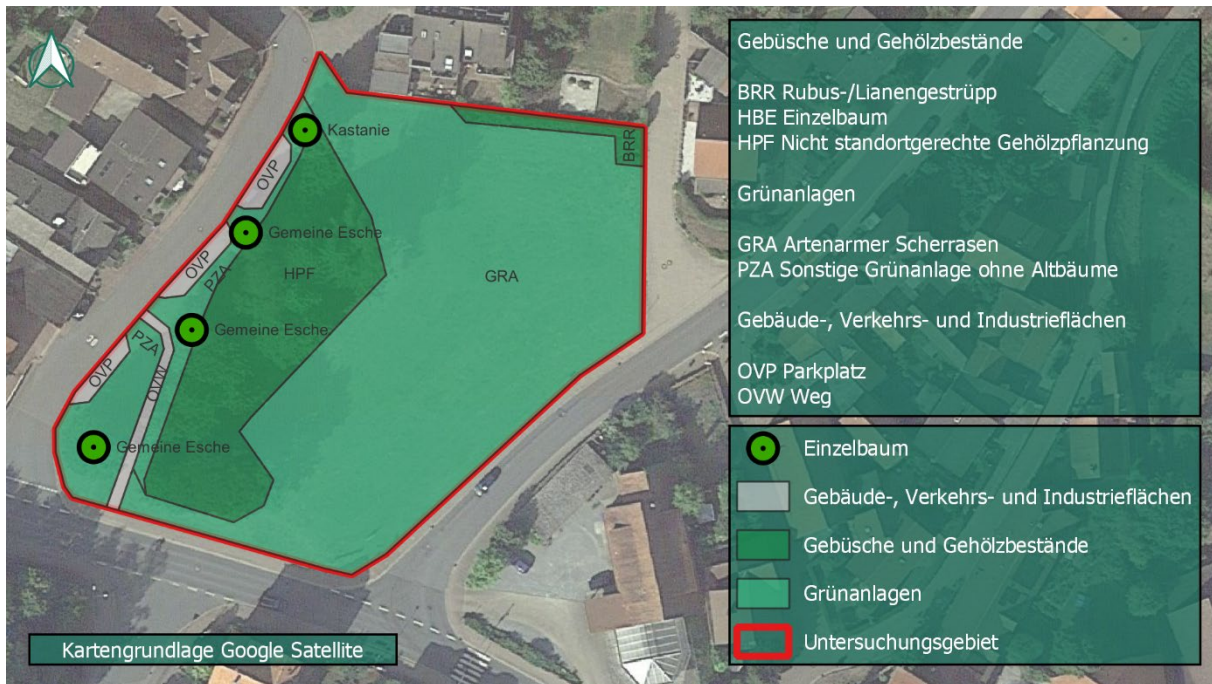 Kastanie
OVP
BRR
Gemeine Esche
OVP
PZA
HPF
GRA
Gemeine Esche
PZA
OVP
OVW
Gemeine Esche
Kartengrundlage Google Satellite
Gebüsche und Gehölzbestände
BRR Rubus-/Lianengestrüpp
HBE Einzelbaum
HPF Nicht standortgerechte Gehölzpflanzung
Grünanlagen
GRA Artenarmer Scherrasen
PZA Sonstige Grünanlage ohne Altbäume
Gebäude-, Verkehrs- und Industrieflächen
OVP Parkplatz
OVW Weg
Einzelbaum
Gebäude-, Verkehrs- und Industrieflächen
Gebüsche und Gehölzbestände
Grünanlagen
Untersuchungsgebiet